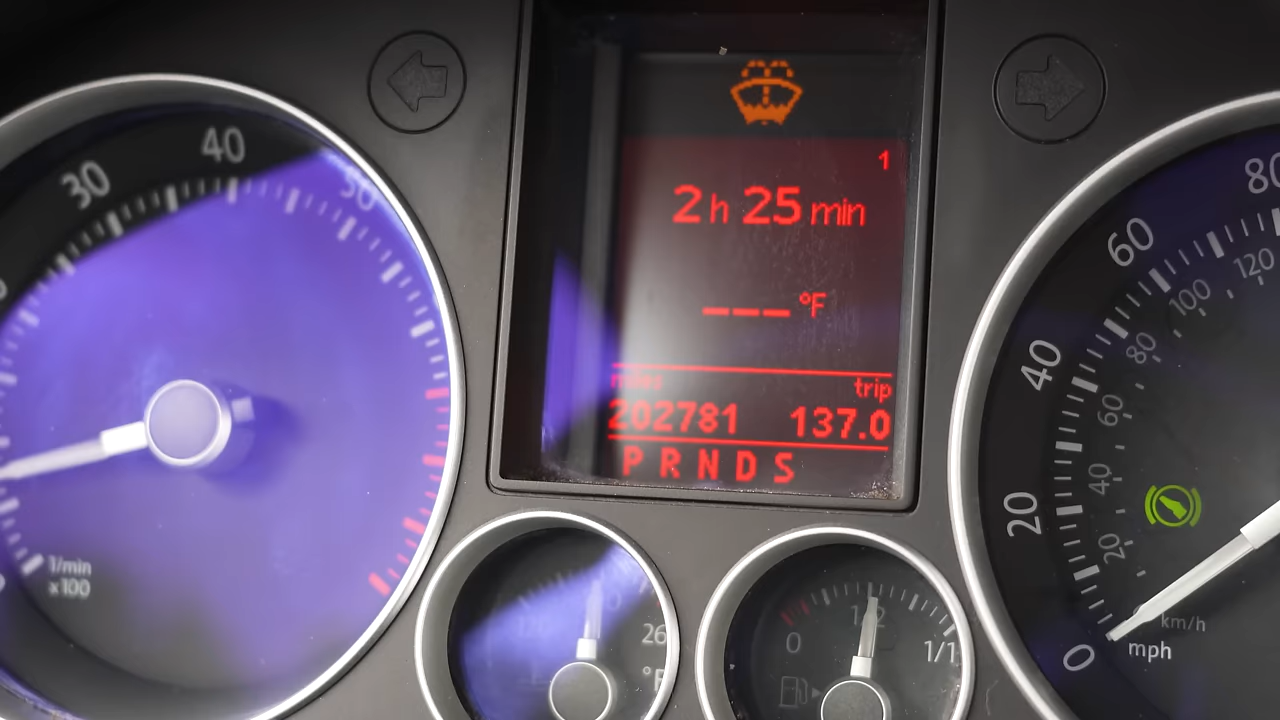 30
40
50
1/min
x100
1
2 h 25 min
--- °F
miles trip
202781 137.0
P R N D S
26
°F
0
1/2
1/1
80
60
40
20
0
120
100
80
60
40
20
km/h
mph